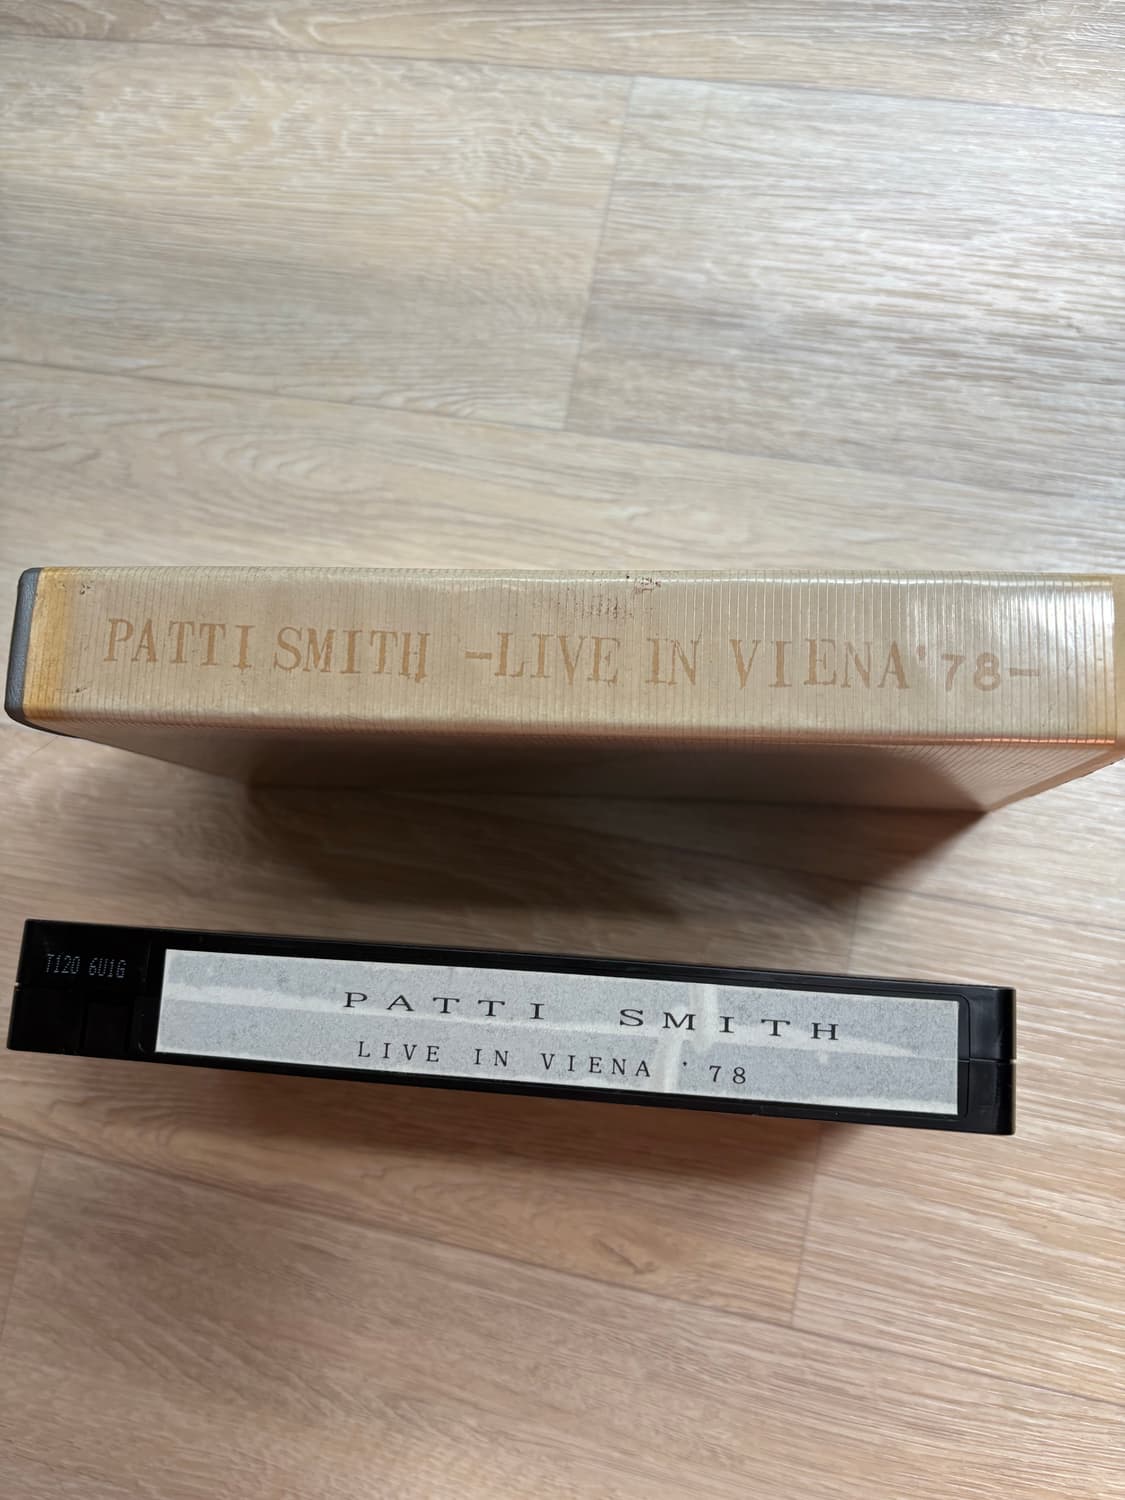 PATTI SMITH -LIVE IN VIENA '78-
T120 6U1G
PATTI SMITH
LIVE IN VIENA '78